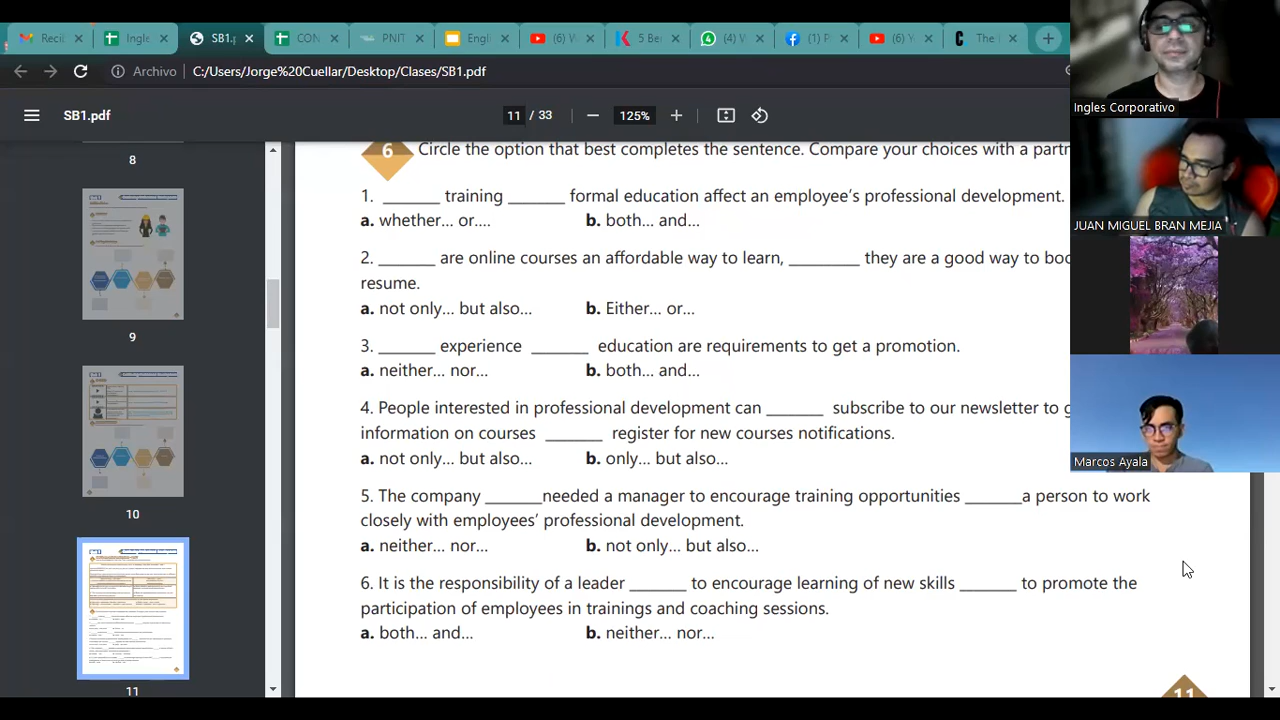 Recib
Ingle
SB1.p
CON
PNIT
Engli
(6) W
5 Ber
(4) W
(1) P
(6) Y
The
Archivo
C:/Users/Jorge%20Cuellar/Desktop/Clases/SB1.pdf
SB1.pdf
11 / 33
125%
8
9
10
11
6
Circle the option that best completes the sentence. Compare your choices with a partn
1. _______ training _______ formal education affect an employee's professional development.
a. whether... or.... b. both... and...
2. _______ are online courses an affordable way to learn, _________ they are a good way to boo
resume.
a. not only... but also... b. Either... or...
3. _______ experience _______ education are requirements to get a promotion.
a. neither... nor... b. both... and...
4. People interested in professional development can _______ subscribe to our newsletter to g
information on courses _______ register for new courses notifications.
a. not only... but also... b. only... but also...
5. The company _______needed a manager to encourage training opportunities _______a person to work
closely with employees' professional development.
a. neither... nor... b. not only... but also...
6. It is the responsibility of a leader _______ to encourage learning of new skills _______ to promote the
participation of employees in trainings and coaching sessions.
a. both... and... b. neither... nor...
11
Ingles Corporativo
JUAN MIGUEL BRAN MEJIA
Marcos Ayala